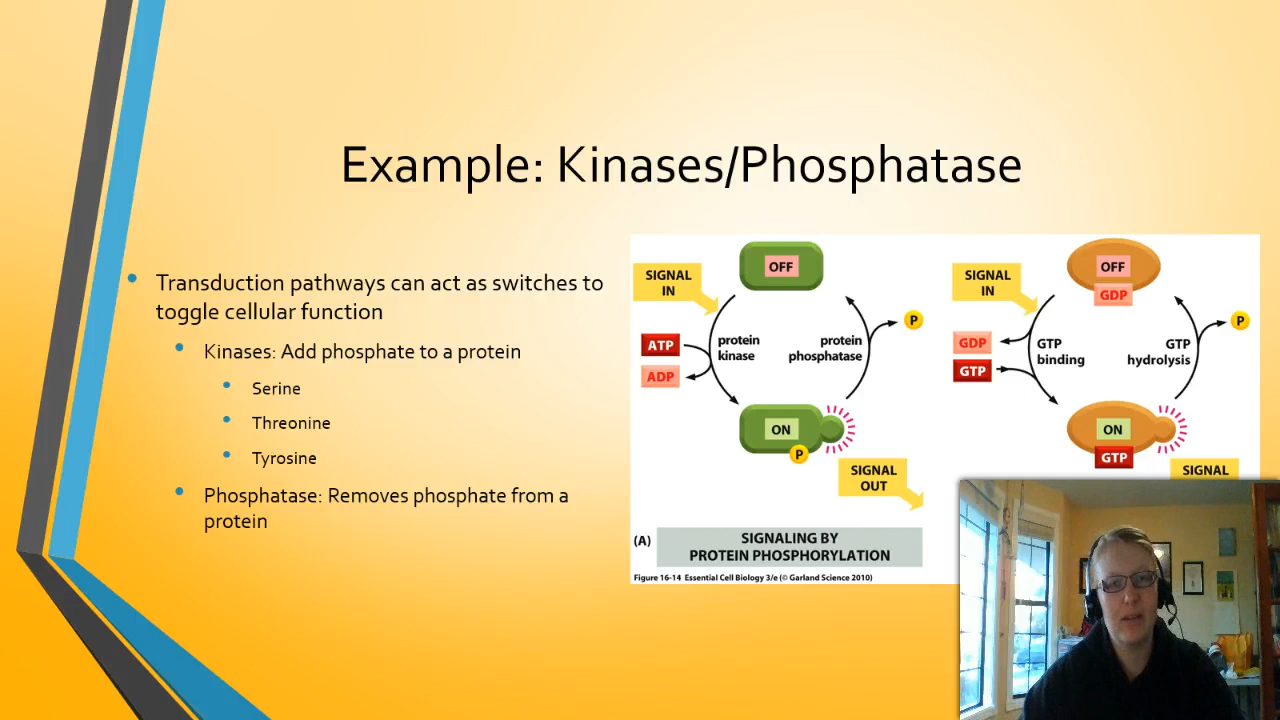 Example: Kinases/Phosphatase
Transduction pathways can act as switches to
toggle cellular function
Kinases: Add phosphate to a protein
Serine
Threonine
Tyrosine
Phosphatase: Removes phosphate from a
protein
SIGNAL
IN
OFF
ATP
ADP
protein
kinase
protein
phosphatase
P
ON
P
SIGNAL
OUT
(A)
SIGNALING BY
PROTEIN PHOSPHORYLATION
Figure 16-14 Essential Cell Biology 3/e (© Garland Science 2010)
SIGNAL
IN
OFF
GDP
GDP
GTP
GTP
binding
GTP
hydrolysis
P
ON
GTP
SIGNAL